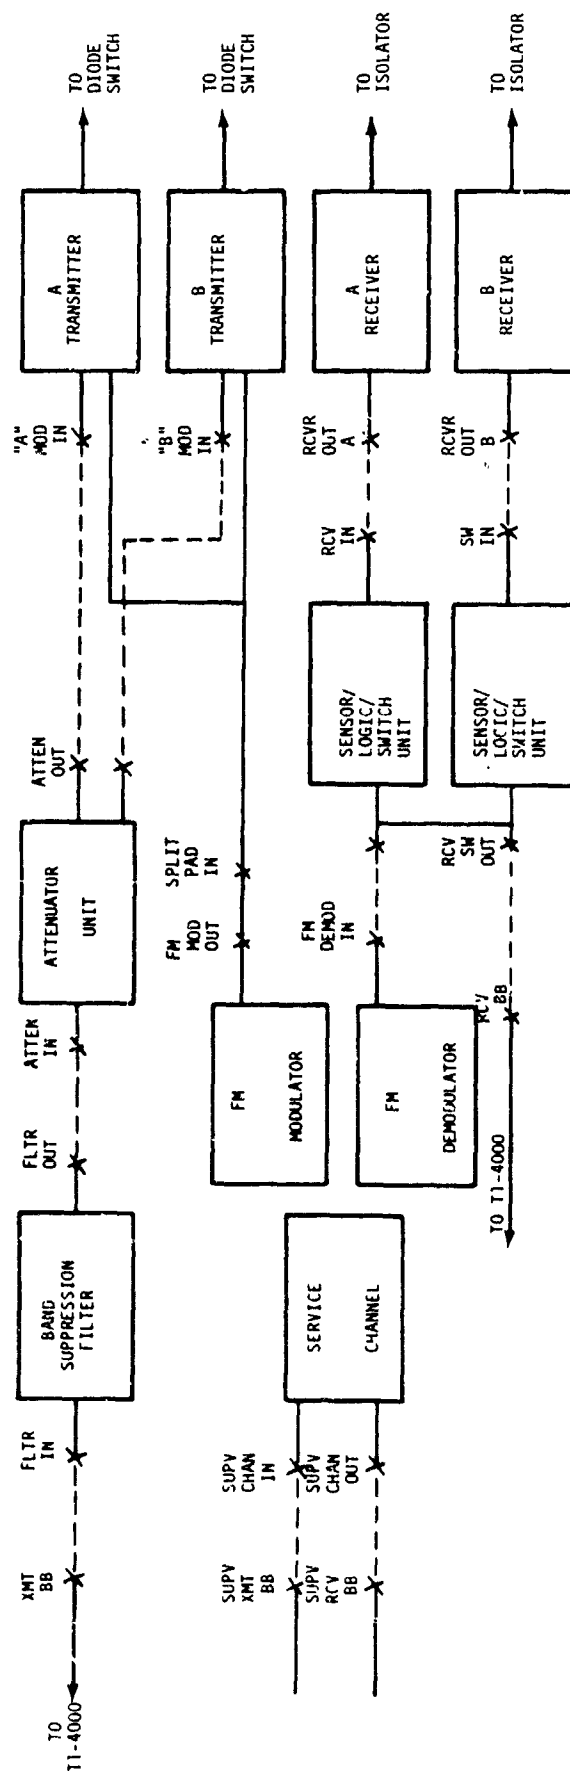 TO
T1-4000
XMT
BB
FLTR
IN
BAND
SUPPRESSION
FILTER
FLTR
OUT
ATTEN
IN
ATTENUATOR
UNIT
ATTEN
OUT
"A"
MOD
IN
A
TRANSMITTER
TO
DIODE
SWITCH
FM
MODULATOR
FM
MOD
OUT
SPLIT
PAD
IN
"B"
MOD
IN
B
TRANSMITTER
TO
DIODE
SWITCH
SUPV
XMT
BB
SUPV
CHAN
IN
SUPV
RCV
BB
SUPV
CHAN
OUT
SERVICE
CHANNEL
FM
DEMODULATOR
FM
DEMOD
IN
SENSOR/
LOGIC/
SWITCH
UNIT
RCV
IN
RCVR
OUT
A
A
RECEIVER
TO
ISOLATOR
TO T1-4000
RCV
BB
RCV
SW
OUT
SENSOR/
LOGIC/
SWITCH
UNIT
SW
IN
RCVR
OUT
B
B
RECEIVER
TO
ISOLATOR